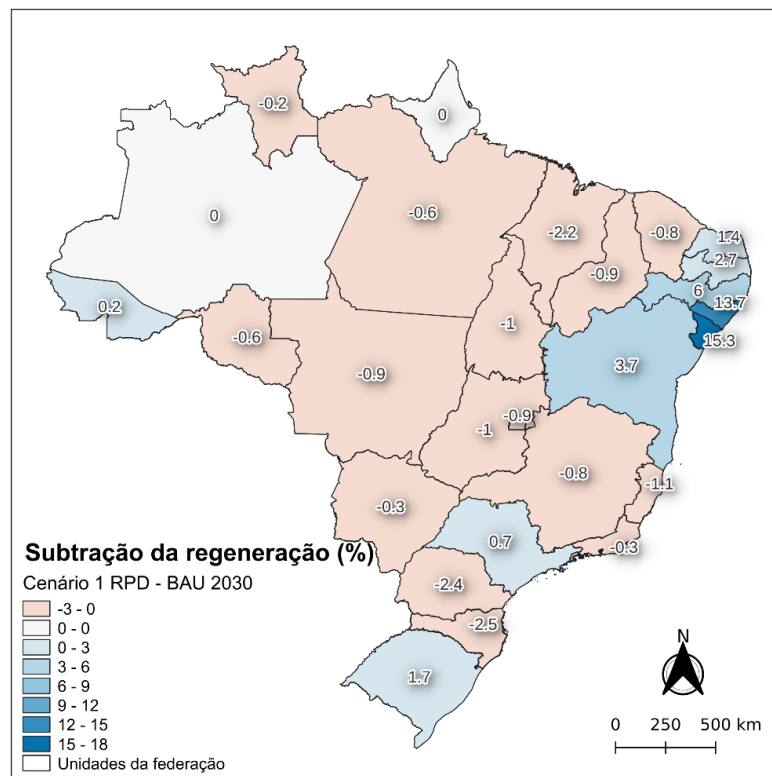 -0.2
0
0
-0.6
-2.2
-0.8
1.4
2.7
-0.9
6
13.7
15.3
0.2
-0.6
-0.9
-1
3.7
-0.9
-1
-0.8
-1.1
-0.3
0.7
-0.3
-2.4
-2.5
1.7
Subtração da regeneração (%)
Cenário 1 RPD - BAU 2030
-3 - 0
0 - 0
0 - 3
3 - 6
6 - 9
9 - 12
12 - 15
15 - 18
Unidades da federação
N
0 250 500 km